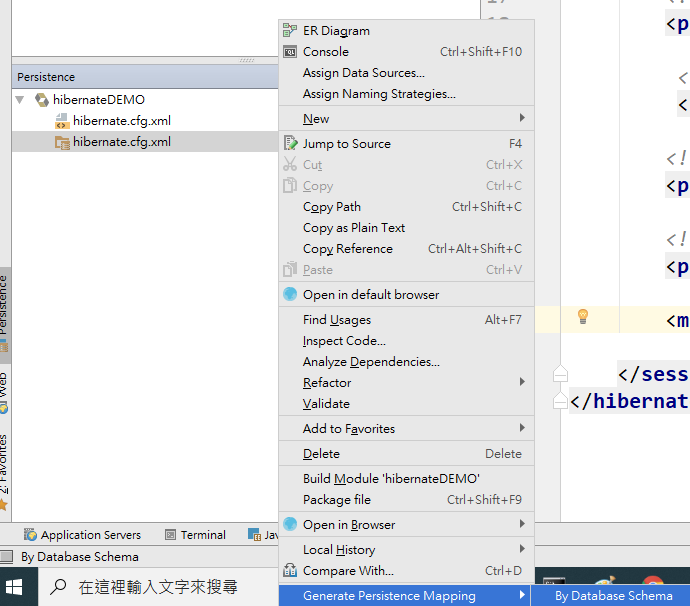 17
Persistence
hibernateDEMO
hibernate.cfg.xml
hibernate.cfg.xml
ER Diagram
Console Ctrl+Shift+F10
Assign Data Sources...
Assign Naming Strategies...
New
Jump to Source F4
Cut Ctrl+X
Copy Ctrl+C
Copy Path Ctrl+Shift+C
Copy as Plain Text
Copy Reference Ctrl+Alt+Shift+C
Paste Ctrl+V
Open in default browser
Find Usages Alt+F7
Inspect Code...
Analyze Dependencies...
Refactor
Validate
Add to Favorites
Delete Delete
Build Module 'hibernateDEMO'
Package file Ctrl+Shift+F9
Open in Browser
Local History
Compare With... Ctrl+D
Generate Persistence Mapping
By Database Schema
<p
<
<
<!
<p
<!
<p
<m
</sess
</hibernat
Persistence
Web
2: Favorites
Application Servers
Terminal
Jav
By Database Schema
在這裡輸入文字來搜尋